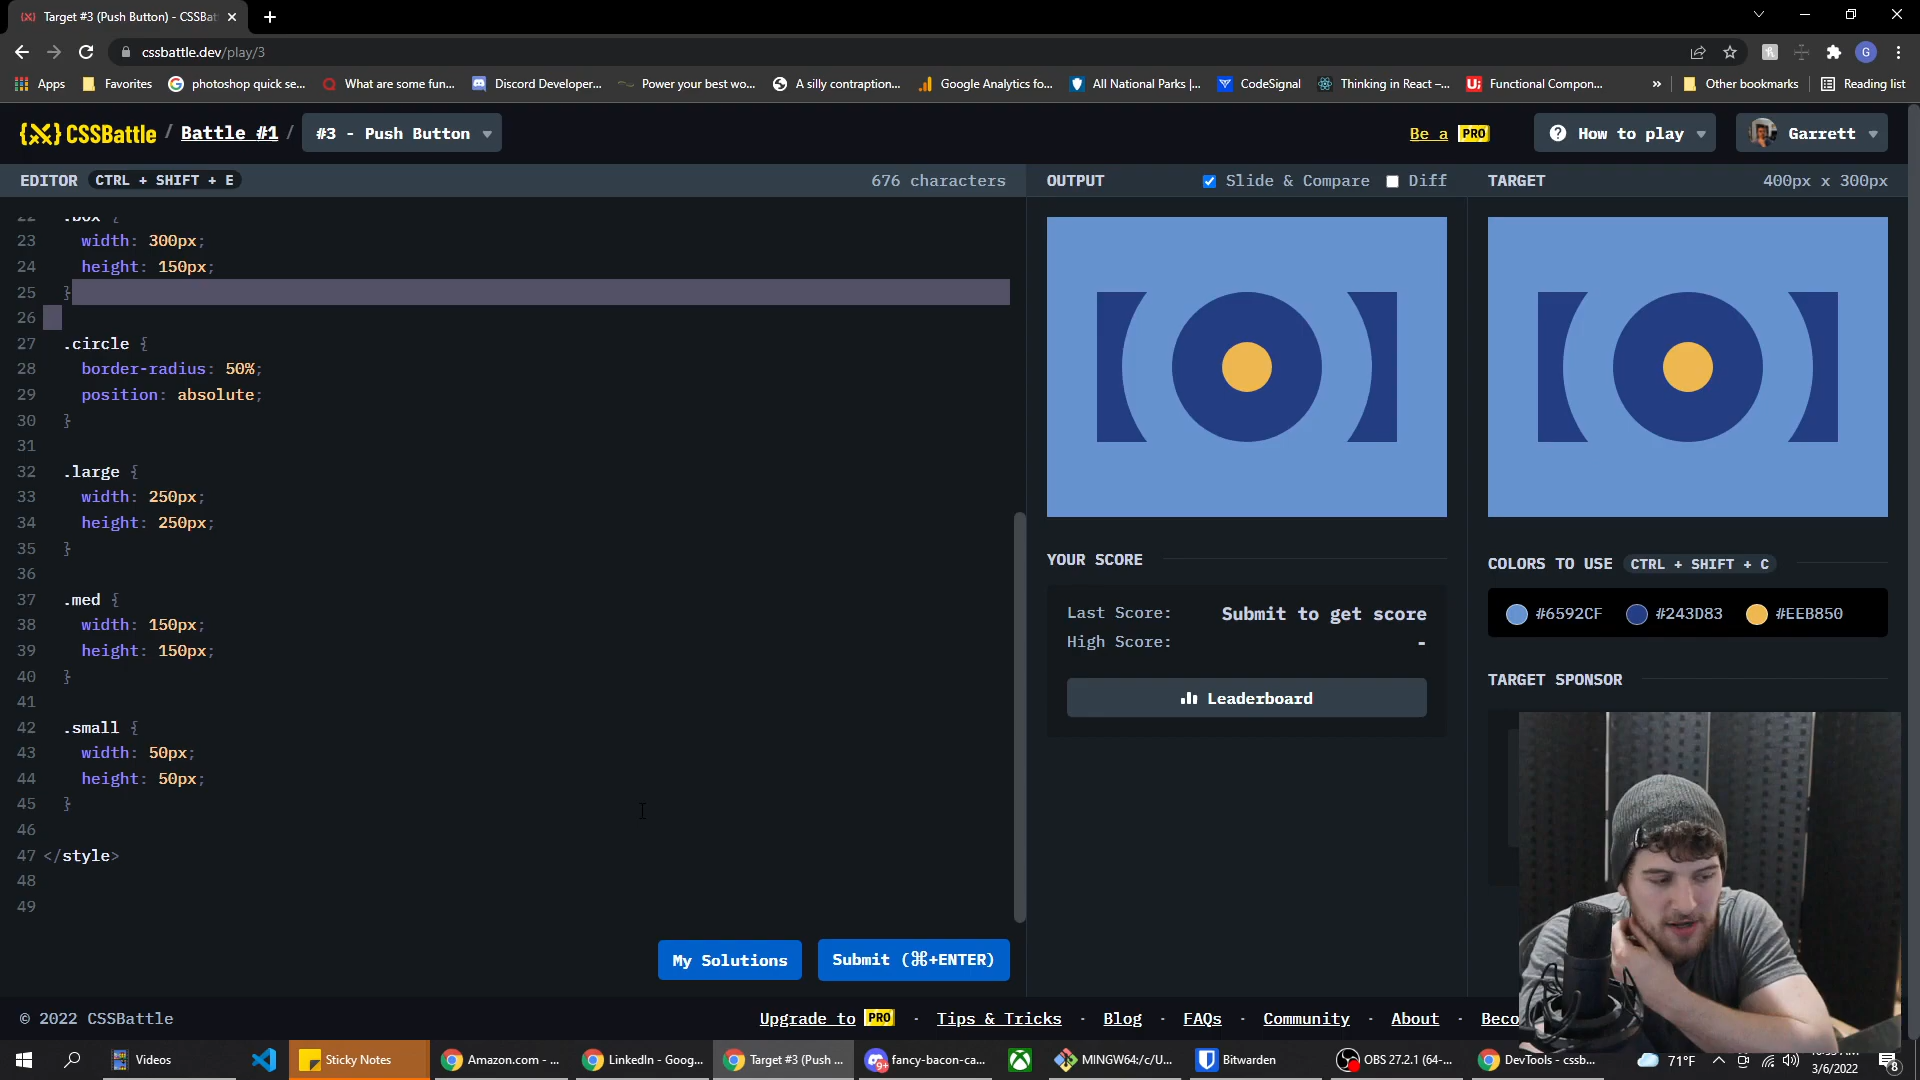 Target #3 (Push Button) - CSSBat
cssbattle.dev/play/3
G
Apps
Favorites
photoshop quick se...
What are some fun...
Discord Developer...
Power your best wo...
A silly contraption...
Google Analytics fo...
All National Parks |...
CodeSignal
Thinking in React –...
Functional Compon...
»
Other bookmarks
Reading list
CSSBattle / Battle #1 / #3 - Push Button
Be a PRO
How to play
Garrett
EDITOR CTRL + SHIFT + E
676 characters
OUTPUT
Slide & Compare
Diff
TARGET
400px x 300px
22 .box {
23 width: 300px;
24 height: 150px;
25 }
26
27 .circle {
28 border-radius: 50%;
29 position: absolute;
30 }
31
32 .large {
33 width: 250px;
34 height: 250px;
35 }
36
37 .med {
38 width: 150px;
39 height: 150px;
40 }
41
42 .small {
43 width: 50px;
44 height: 50px;
45 }
46
47 </style>
48
49
YOUR SCORE
Last Score: Submit to get score
High Score: -
Leaderboard
COLORS TO USE CTRL + SHIFT + C
#6592CF #243D83 #EEB850
TARGET SPONSOR
My Solutions
Submit (⌘+ENTER)
© 2022 CSSBattle
Upgrade to PRO · Tips & Tricks · Blog · FAQs · Community · About · Beco
Videos
Sticky Notes
Amazon.com - ...
LinkedIn - Goog...
Target #3 (Push ...
9+
fancy-bacon-ca...
MINGW64:/c/U...
Bitwarden
OBS 27.2.1 (64-...
DevTools - cssb...
71°F
3/6/2022
8